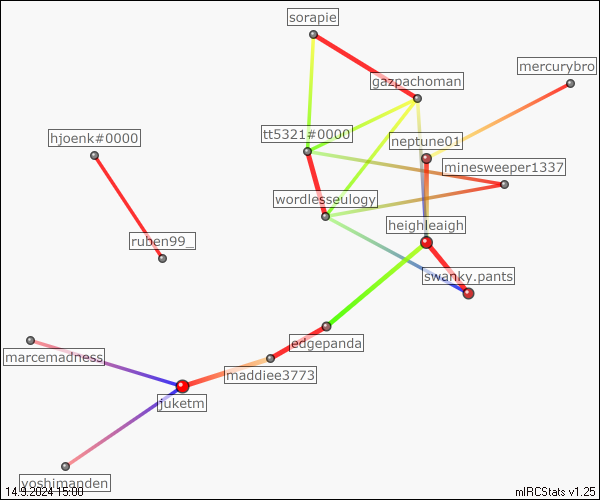 sorapie
mercurybro
gazpachoman
hjoenk#0000
tt5321#0000
neptune01
minesweeper1337
wordlesseulogy
heighleaigh
ruben99_
swanky.pants
edgepanda
marcemadness
maddiee3773
juketm
yoshimanden
14.9.2024 15:00
mIRCStats v1.25